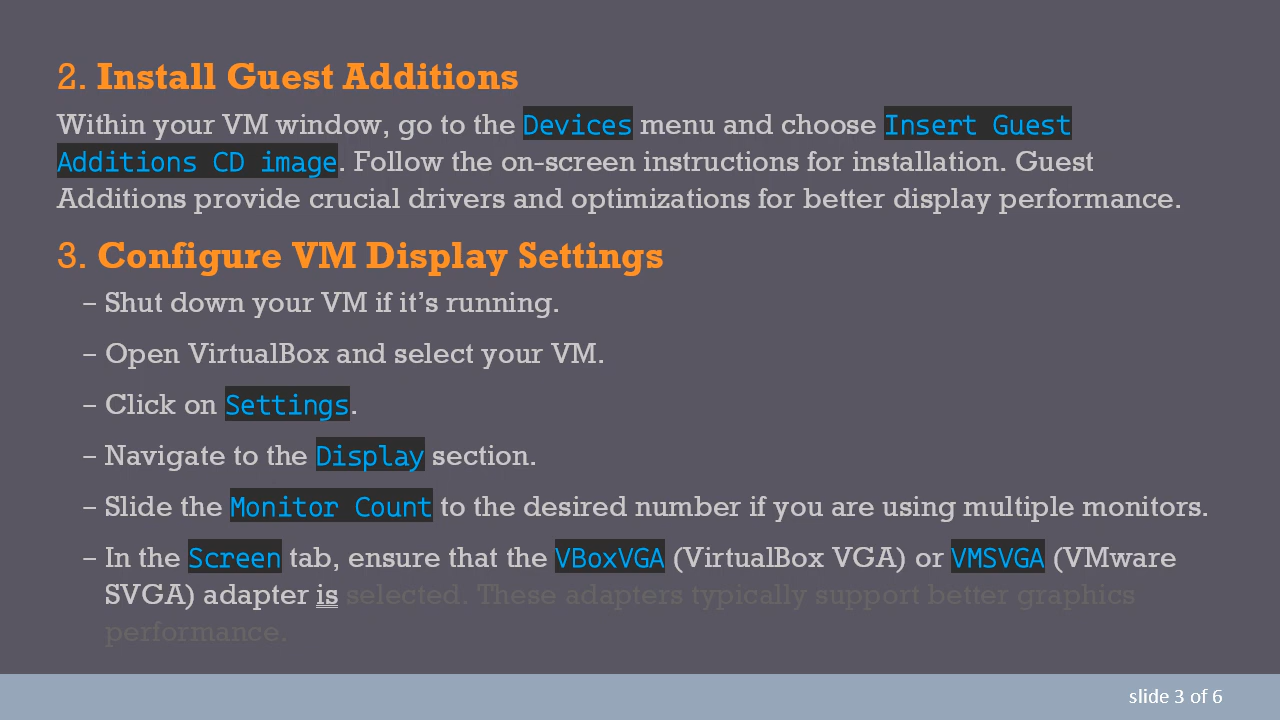 2. Install Guest Additions
Within your VM window, go to the Devices menu and choose Insert Guest
Additions CD image. Follow the on-screen instructions for installation. Guest
Additions provide crucial drivers and optimizations for better display performance.
3. Configure VM Display Settings
– Shut down your VM if it's running.
– Open VirtualBox and select your VM.
– Click on Settings.
– Navigate to the Display section.
– Slide the Monitor Count to the desired number if you are using multiple monitors.
– In the Screen tab, ensure that the VBoxVGA (VirtualBox VGA) or VMSVGA (VMware
SVGA) adapter is selected. These adapters typically support better graphics
performance.
slide 3 of 6